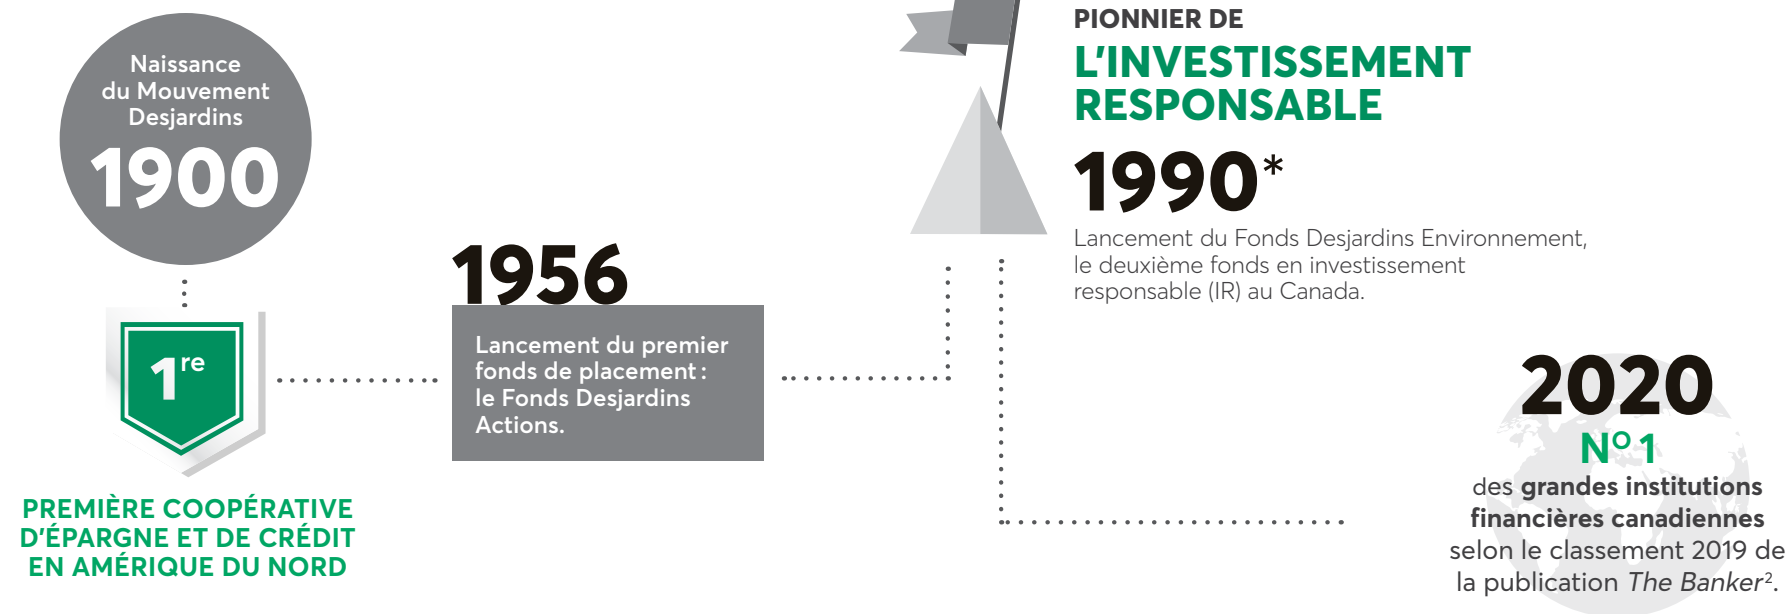 Naissance
du Mouvement
Desjardins
1900
1re
PREMIÈRE COOPÉRATIVE
D'ÉPARGNE ET DE CRÉDIT
EN AMÉRIQUE DU NORD
1956
Lancement du premier
fonds de placement :
le Fonds Desjardins
Actions.
PIONNIER DE
L'INVESTISSEMENT
RESPONSABLE
1990*
Lancement du Fonds Desjardins Environnement,
le deuxième fonds en investissement
responsable (IR) au Canada.
2020
NO 1
des grandes institutions
financières canadiennes
selon le classement 2019 de
la publication The Banker2.